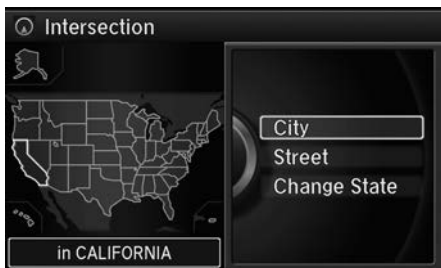 Intersection
City
Street
Change State
in CALIFORNIA